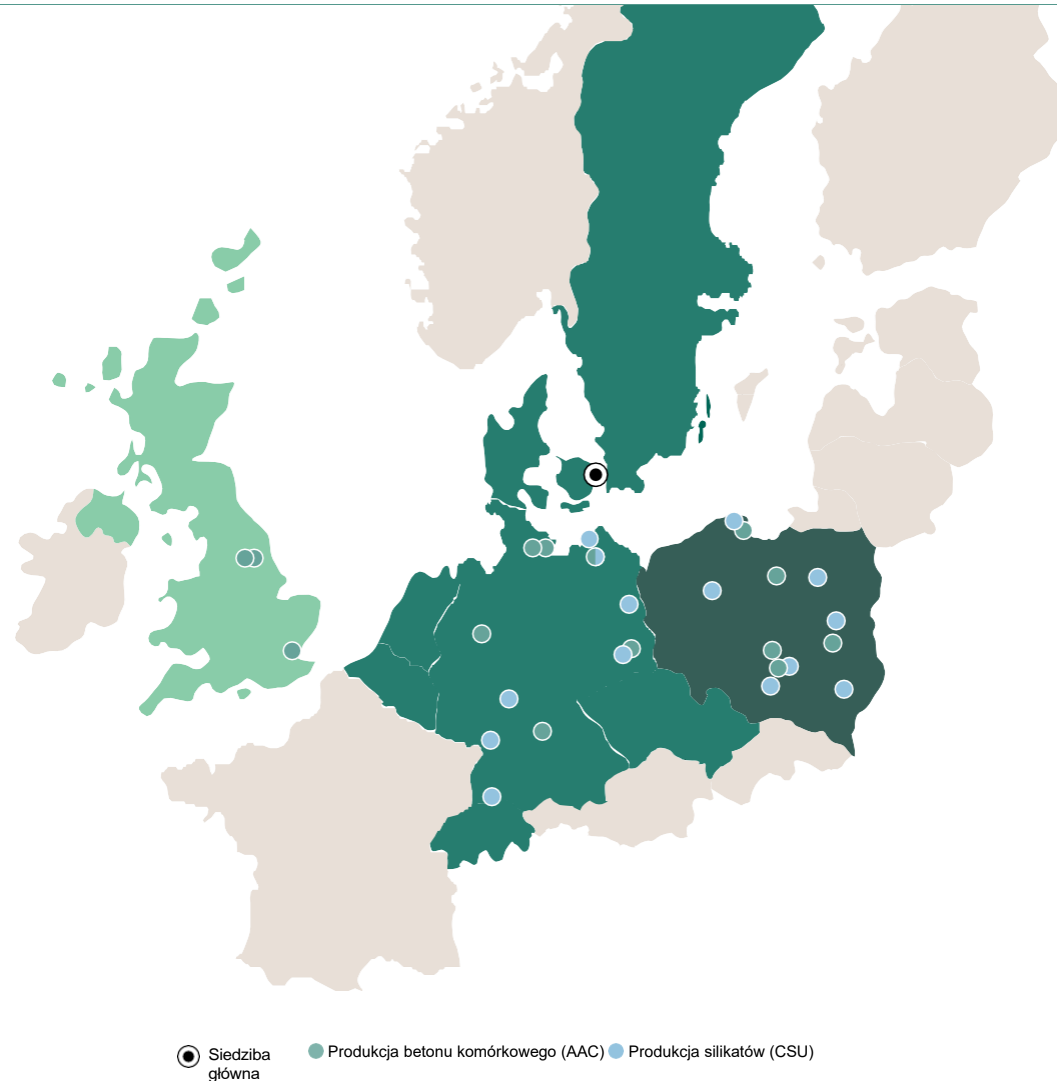 Siedziba
główna
Produkcja betonu komórkowego (AAC)
Produkcja silikatów (CSU)